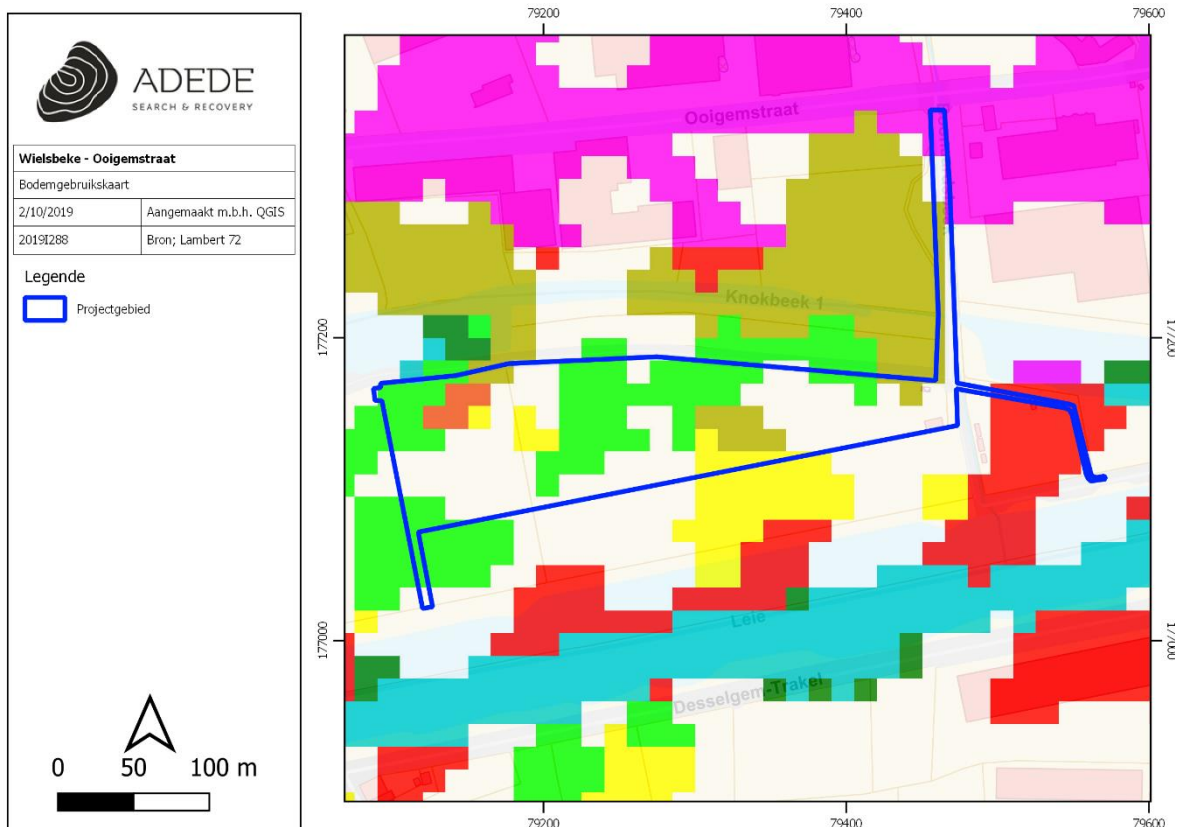 ADEDE
SEARCH & RECOVERY
Wielsbeke - Ooigemstraat
Bodemgebruikskaart
2/10/2019 Aangemaakt m.b.h. QGIS
2019I288 Bron; Lambert 72
Legende
Projectgebied
0 50 100 m
79200 79400 79600
Ooigemstraat
Knokbeek 1
177200 177200
Leie
177000 177000
Desselgem-Trakel
79200 79400 79600